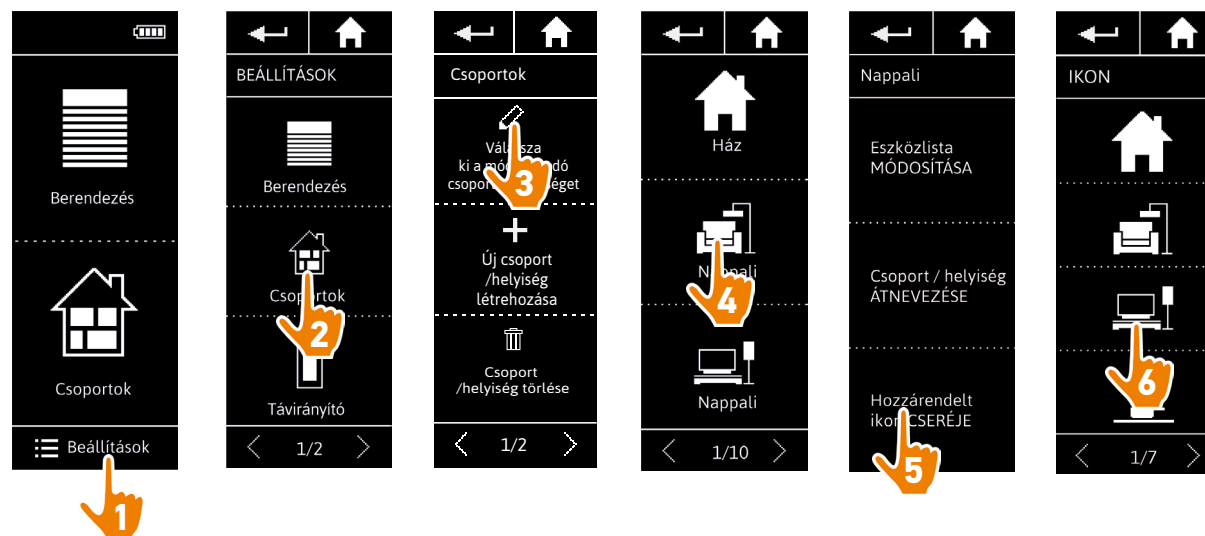 Berendezés
Csoportok
Beállítások
1
BEÁLLÍTÁSOK
Berendezés
Csoportok
2
Távirányító
1/2
Csoportok
ki a
3
Új csoport
/helyiség
létrehozása
Csoport
/helyiség törlése
1/2
Ház
Nappali
4
Nappali
1/10
Nappali
Eszközlista
MÓDOSÍTÁSA
Csoport / helyiség
ÁTNEVEZÉSE
Hozzárendelt
ikon CSERÉJE
5
IKON
6
1/7